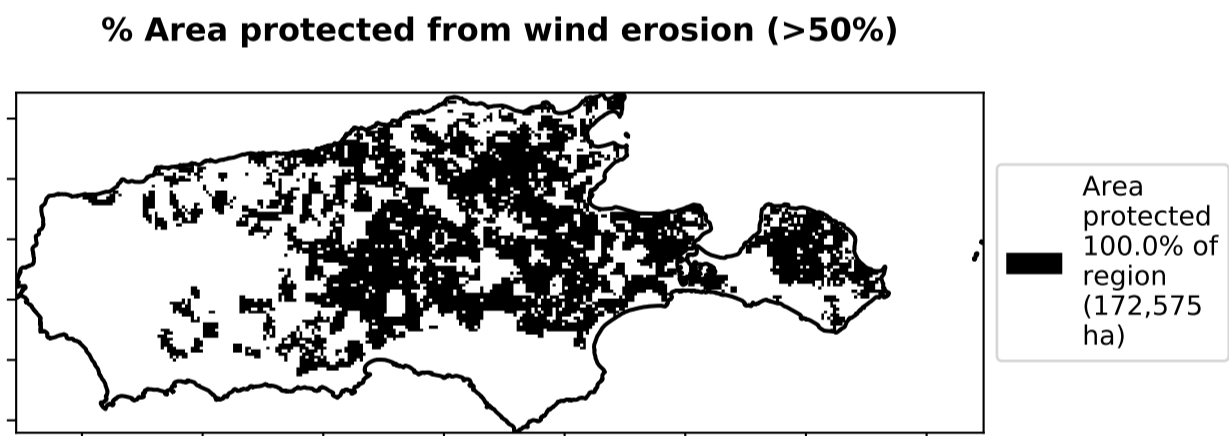 % Area protected from wind erosion (>50%)
Area
protected
100.0% of
region
(172,575
ha)